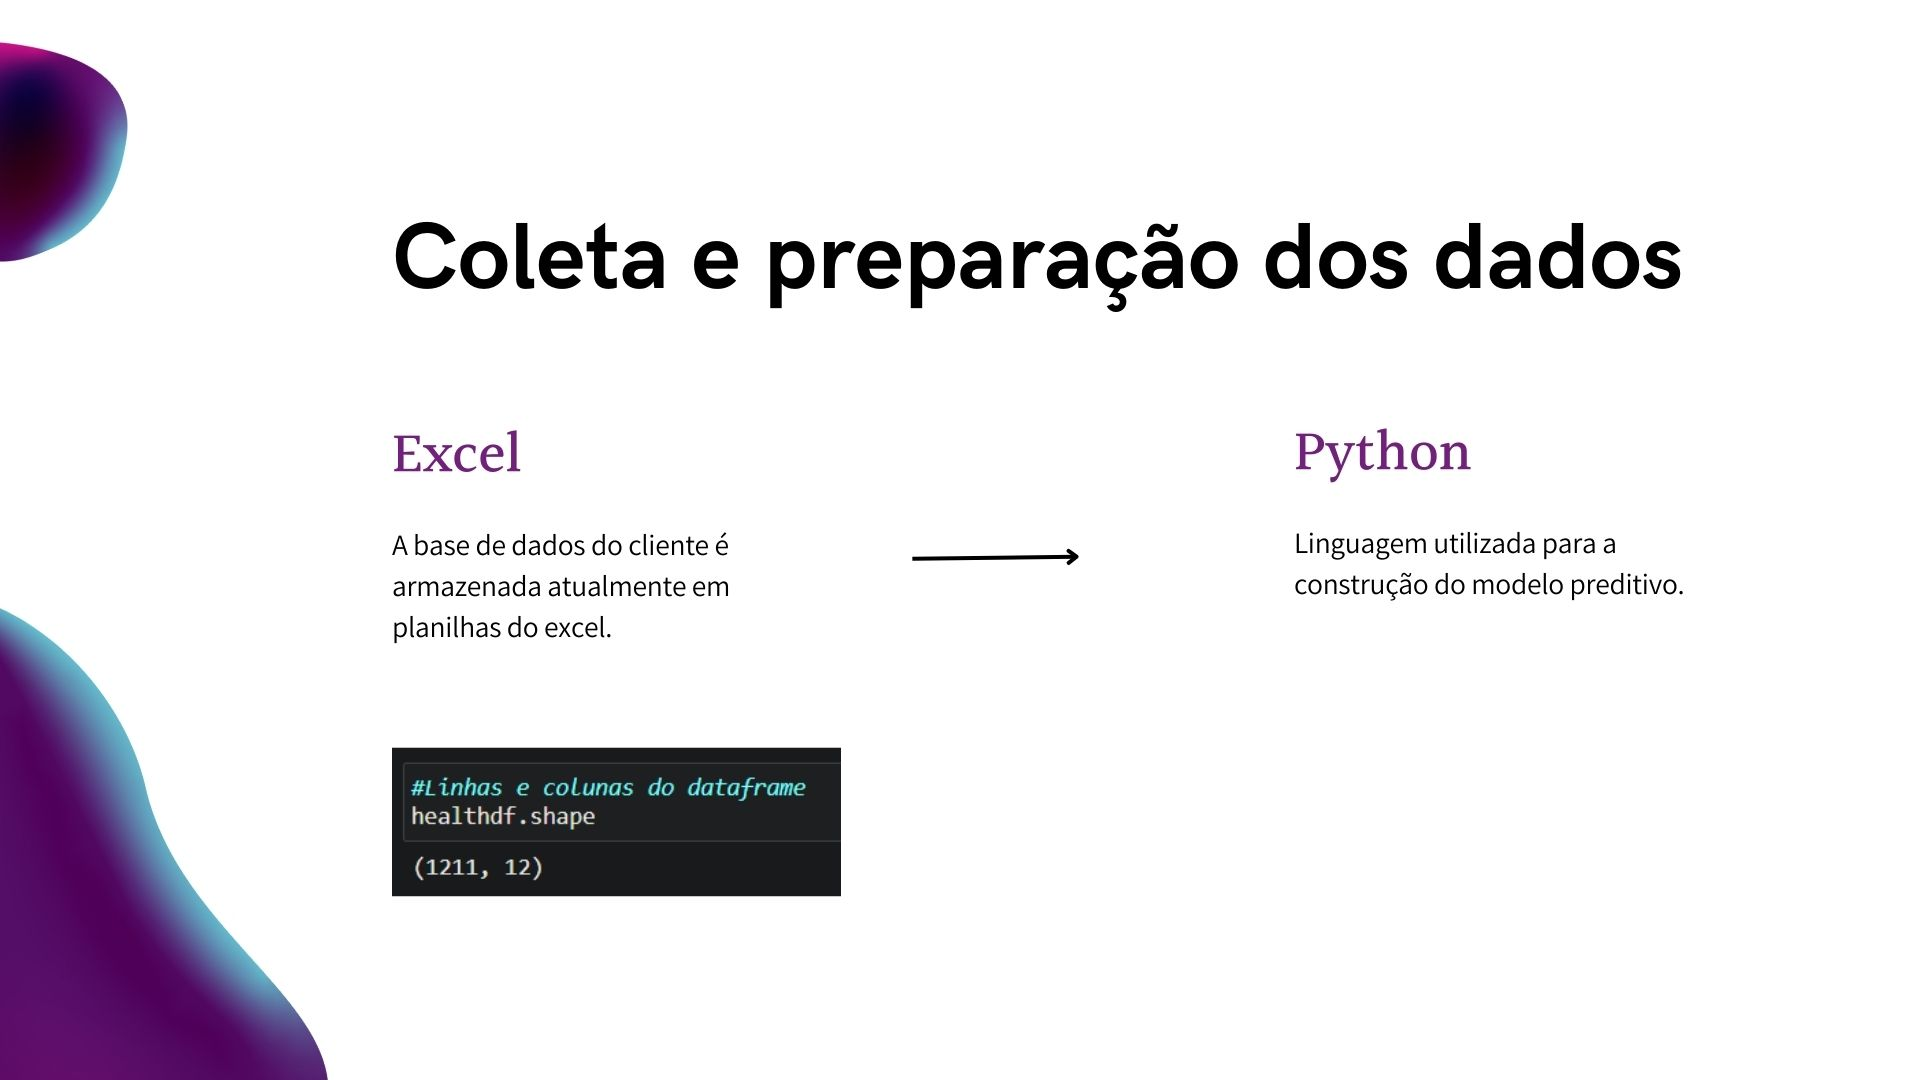 Coleta e preparação dos dados
Excel
A base de dados do cliente é
armazenada atualmente em
planilhas do excel.
#Linhas e colunas do dataframe
healthdf.shape
(1211, 12)
Python
Linguagem utilizada para a
construção do modelo preditivo.